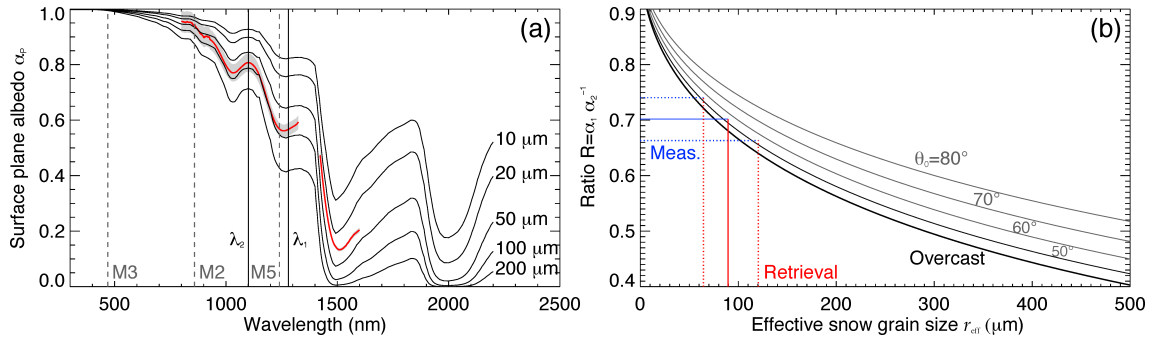 (a)
Surface plane albedo αₚ
1.0
0.8
0.6
0.4
0.2
0.0
10 μm
20 μm
50 μm
100 μm
200 μm
λ₂
λ₁
M3
M2
M5
500
1000
1500
2000
2500
Wavelength (nm)
(b)
Ratio R=α₁ α₂⁻¹
0.9
0.8
0.7
0.6
0.5
0.4
Meas.
θ₀=80°
70°
60°
50°
Overcast
Retrieval
0
100
200
300
400
500
Effective snow grain size r_eff (μm)